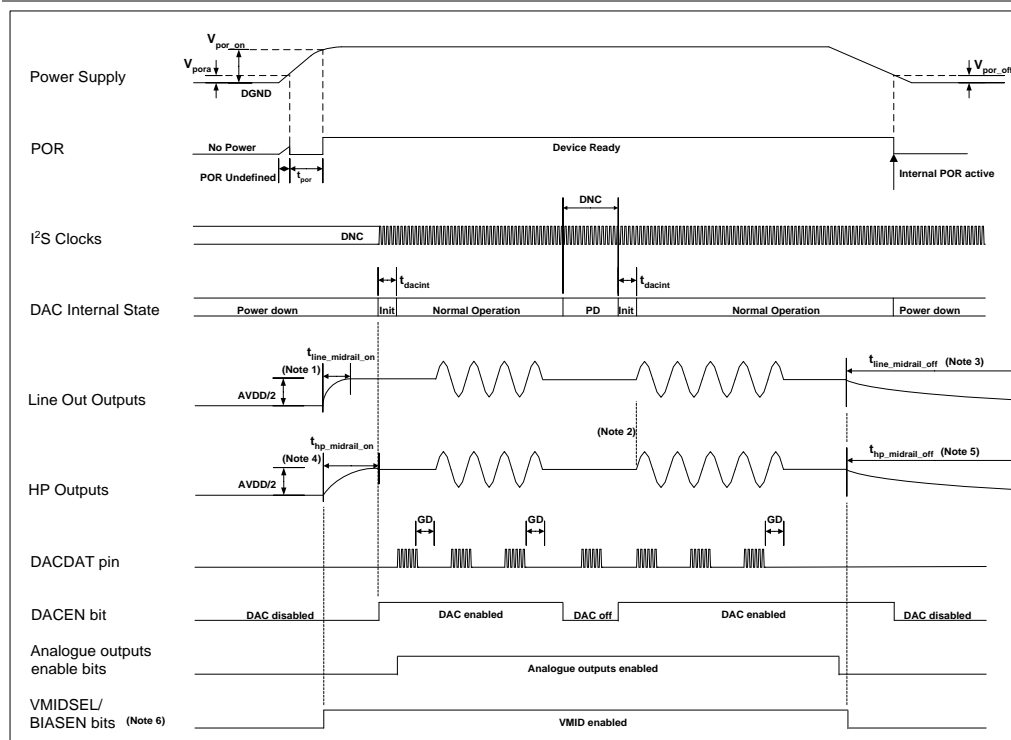 V_por_on
Power Supply
V_pora
DGND
V_por_off
POR
No Power
Device Ready
POR Undefined
t_por
Internal POR active
DNC
I²S Clocks
DNC
t_dacint
t_dacint
DAC Internal State
Power down
Init
Normal Operation
PD
Init
Normal Operation
Power down
t_line_midrail_on
(Note 1)
t_line_midrail_off (Note 3)
Line Out Outputs
AVDD/2
(Note 2)
t_hp_midrail_on
(Note 4)
t_hp_midrail_off (Note 5)
HP Outputs
AVDD/2
GD
GD
GD
DACDAT pin
DACEN bit
DAC disabled
DAC enabled
DAC off
DAC enabled
DAC disabled
Analogue outputs
enable bits
Analogue outputs enabled
VMIDSEL/
BIASEN bits (Note 6)
VMID enabled